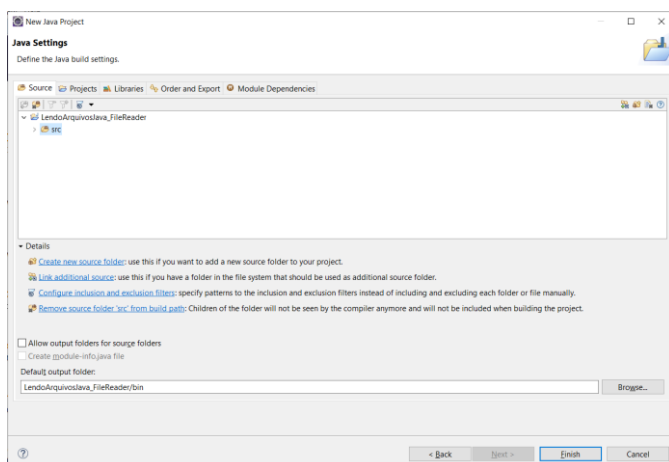 New Java Project
Java Settings
Define the Java build settings.
Source Projects Libraries Order and Export Module Dependencies
LendoArquivosJava_FileReader
src
Details
Create new source folder: use this if you want to add a new source folder to your project.
Link additional source: use this if you have a folder in the file system that should be used as additional source folder.
Configure inclusion and exclusion filters: specify patterns to the inclusion and exclusion filters instead of including and excluding each folder or file manually.
Remove source folder 'src' from build path: Children of the folder will not be seen by the compiler anymore and will not be included when building the project.
Allow output folders for source folders
Create module-info.java file
Default output folder:
LendoArquivosJava_FileReader/bin
Browse...
< Back Next > Finish Cancel